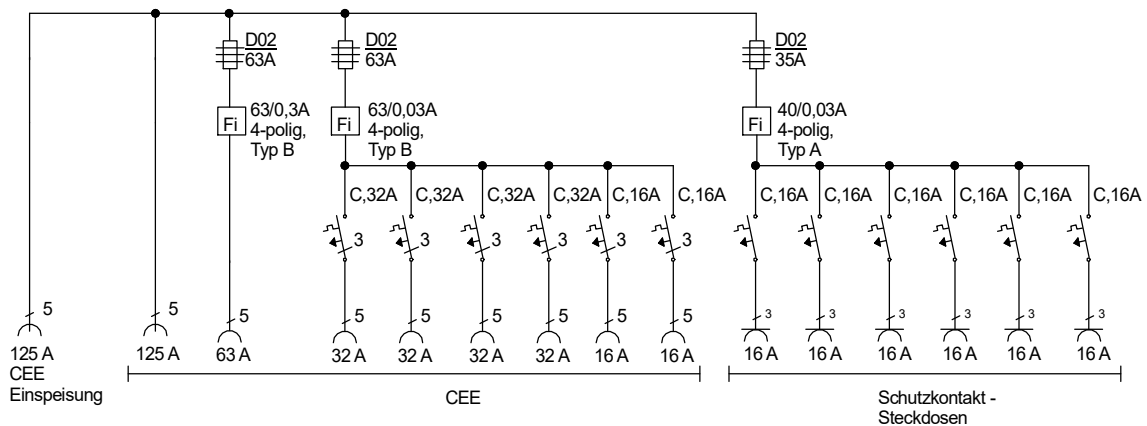 D02
63A
D02
63A
D02
35A
Fi
63/0,3A
4-polig,
Typ B
Fi
63/0,03A
4-polig,
Typ B
Fi
40/0,03A
4-polig,
Typ A
C,32A C,32A C,32A C,32A C,16A C,16A C,16A C,16A C,16A C,16A C,16A C,16A
3 3 3 3 3 3
5 5 5 5 5 5 5 5 5 3 3 3 3 3 3
125 A 125 A 63 A 32 A 32 A 32 A 32 A 16 A 16 A 16 A 16 A 16 A 16 A 16 A 16 A
CEE
Einspeisung
CEE
Schutzkontakt -
Steckdosen